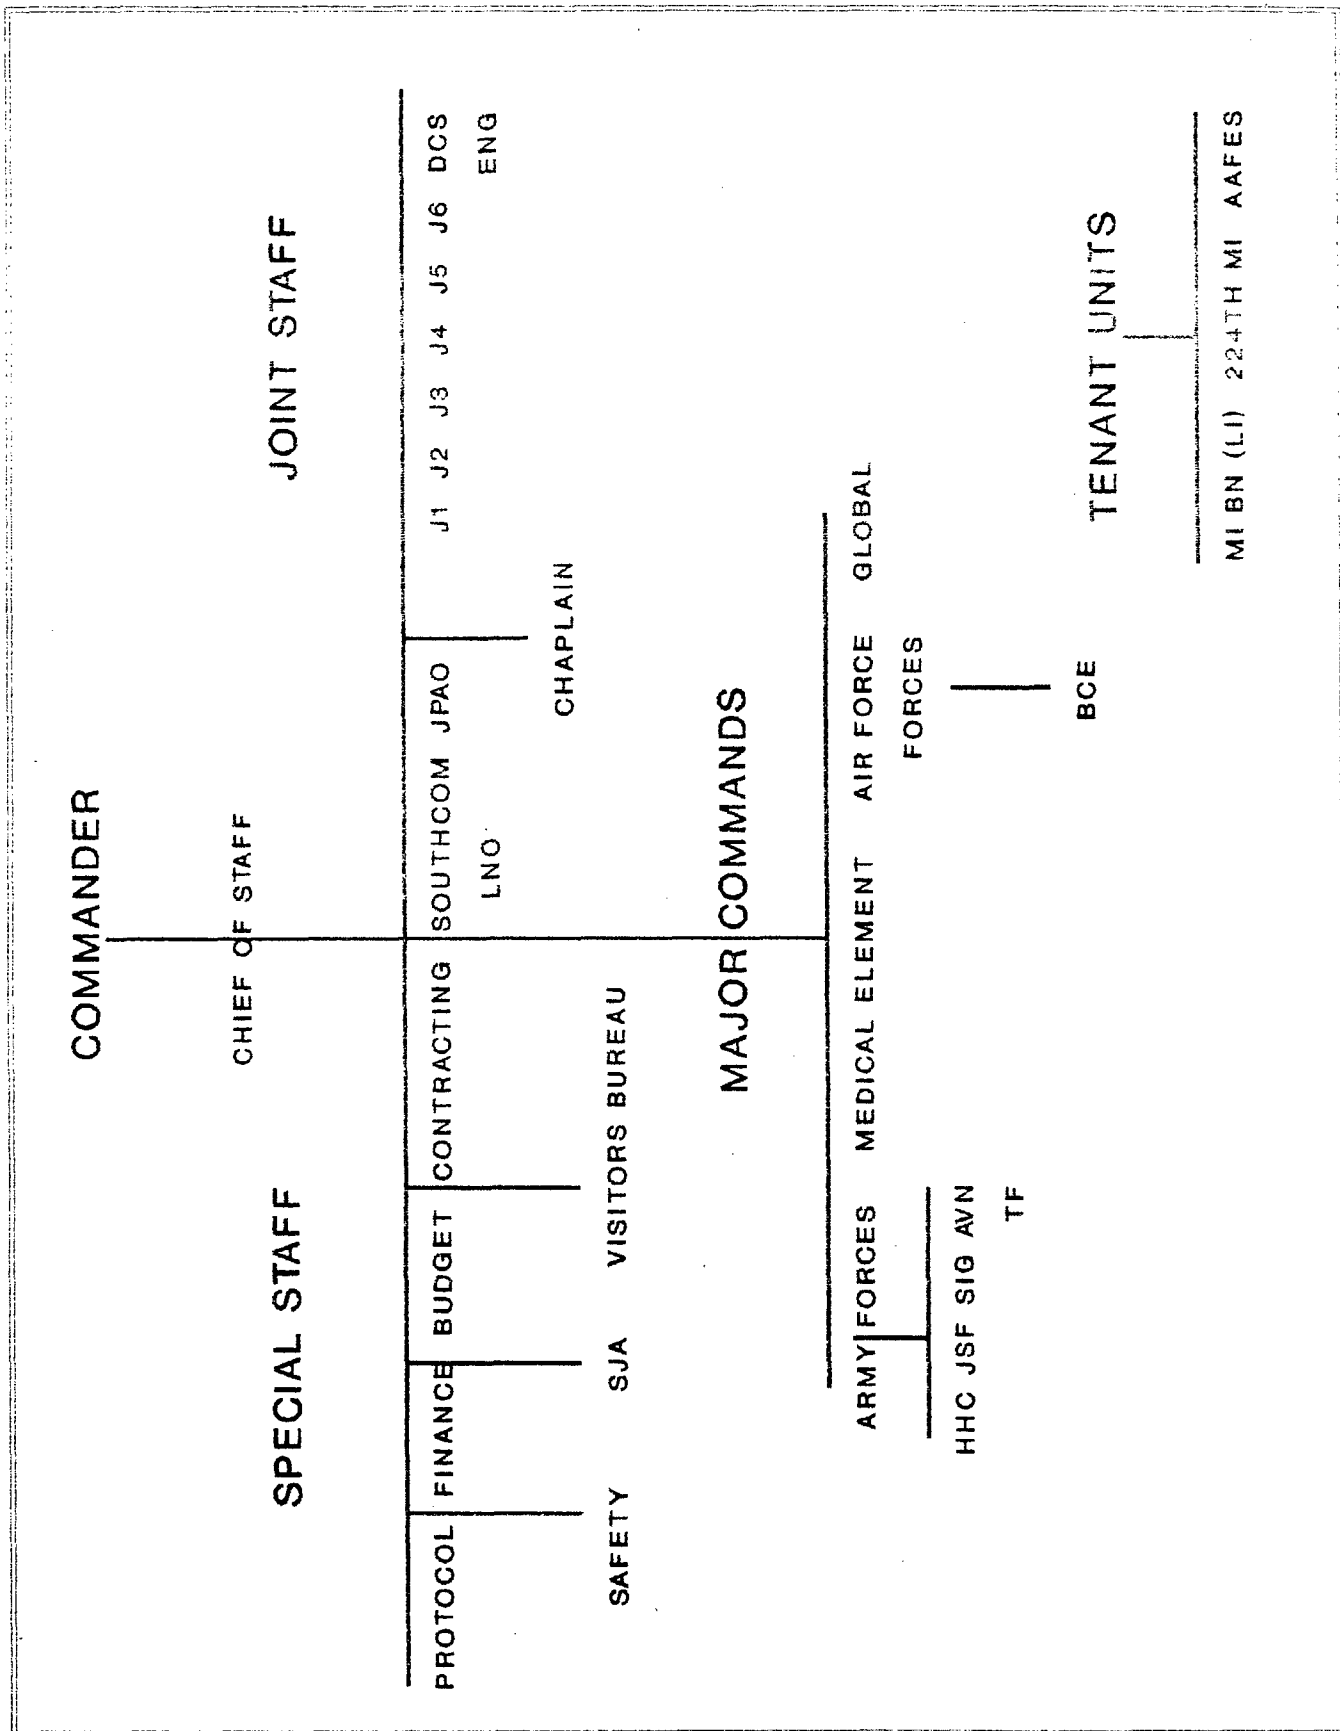 COMMANDER
CHIEF OF STAFF
SPECIAL STAFF JOINT STAFF
PROTOCOL FINANCE BUDGET CONTRACTING SOUTHCOM JPAO J1 J2 J3 J4 J5 J6 DCS
LNO ENG
CHAPLAIN
SAFETY SJA VISITORS BUREAU
MAJOR COMMANDS
ARMY FORCES MEDICAL ELEMENT AIR FORCE GLOBAL
FORCES
HHC JSF SIG AVN
TF
BCE
TENANT UNITS
MI BN (LI) 224TH MI AAFES